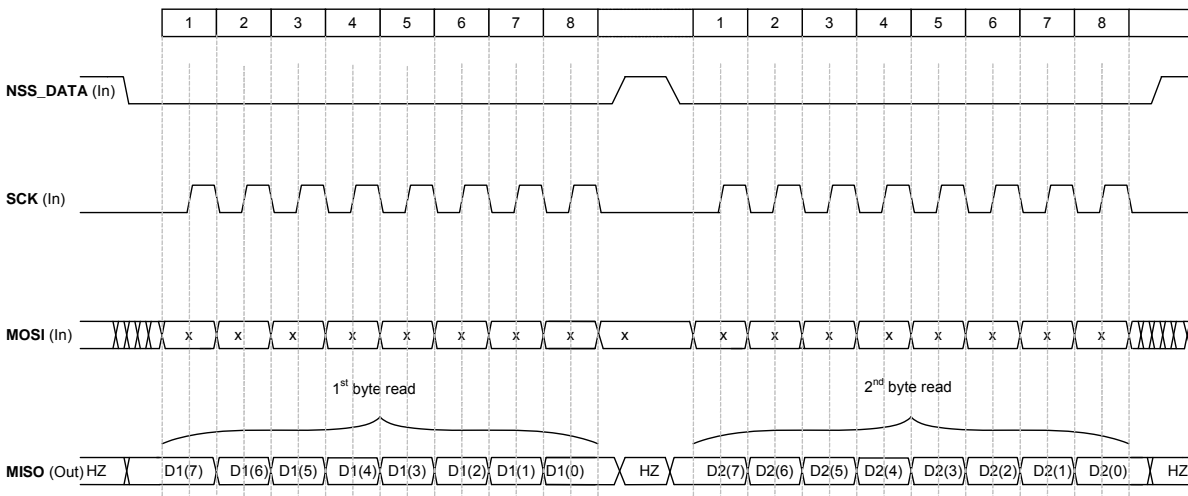 1 2 3 4 5 6 7 8 1 2 3 4 5 6 7 8
NSS_DATA (In)
SCK (In)
MOSI (In) x x x x x x x x x x x x x x x x x
1st byte read 2nd byte read
MISO (Out) HZ D1(7) D1(6) D1(5) D1(4) D1(3) D1(2) D1(1) D1(0) HZ D2(7) D2(6) D2(5) D2(4) D2(3) D2(2) D2(1) D2(0) HZ